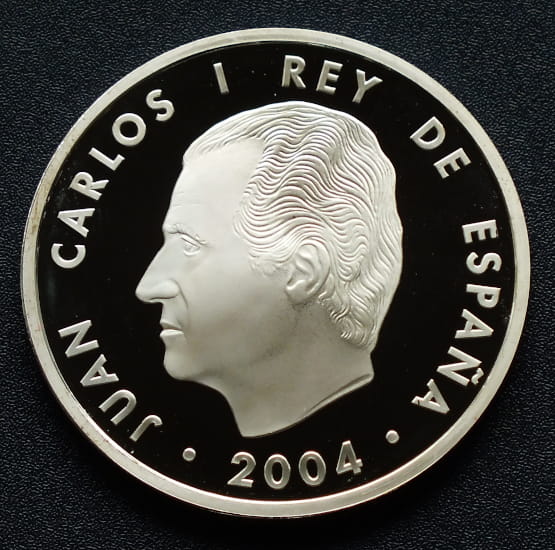 JUAN CARLOS I REY DE ESPAÑA
• 2004 •